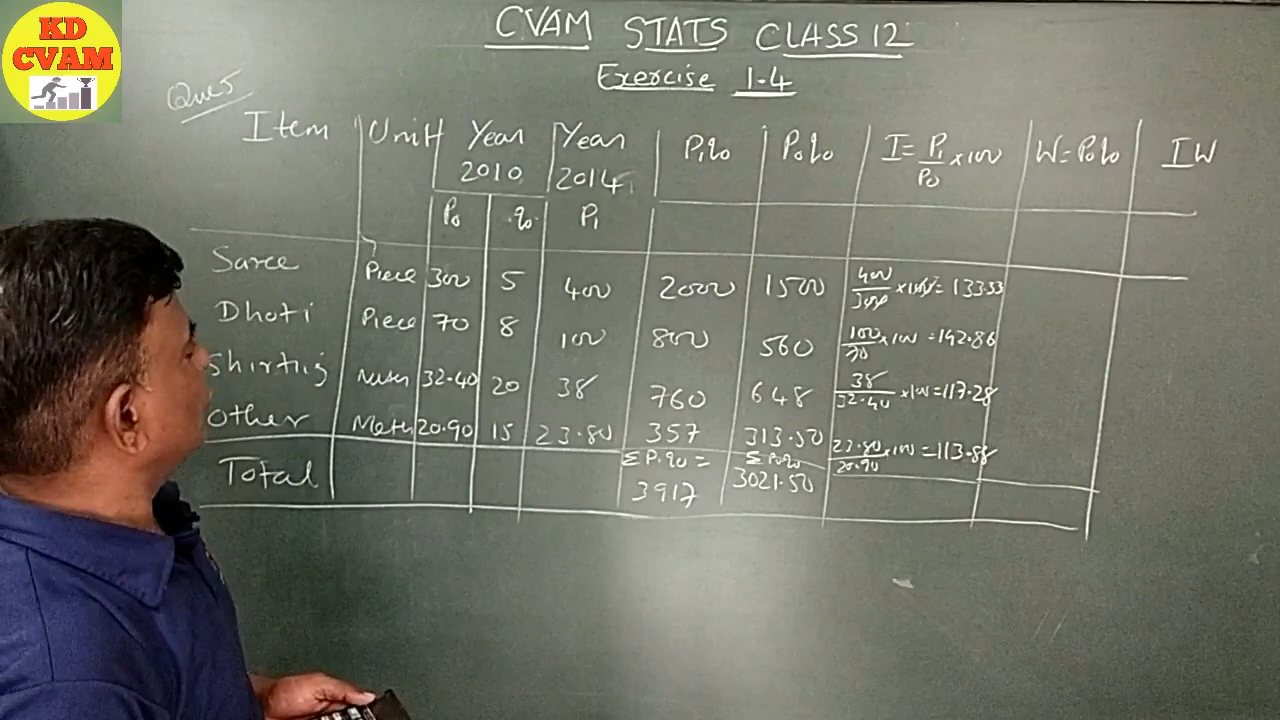 KD
CVAM
CVAM STATS CLASS 12
Exercise 1.4
Que 5
Item Unit Year 2010 Year 2014 P₁q₀ P₀q₀ I = P₁/P₀ × 100 W = P₀q₀ IW
P₀ q₀ P₁
Saree Piece 300 5 400 2000 1500 400/300 × 100 = 133.33
Dhoti Piece 70 8 100 800 560 100/70 × 100 = 142.86
Shirting 32.40 20 38 760 648 38/32.40 × 100 = 117.28
Other 20.90 15 23.80 357 313.50 23.80/20.90 × 100 = 113.88
Total ΣP₁q₀ = 3917 ΣP₀q₀ 3021.50